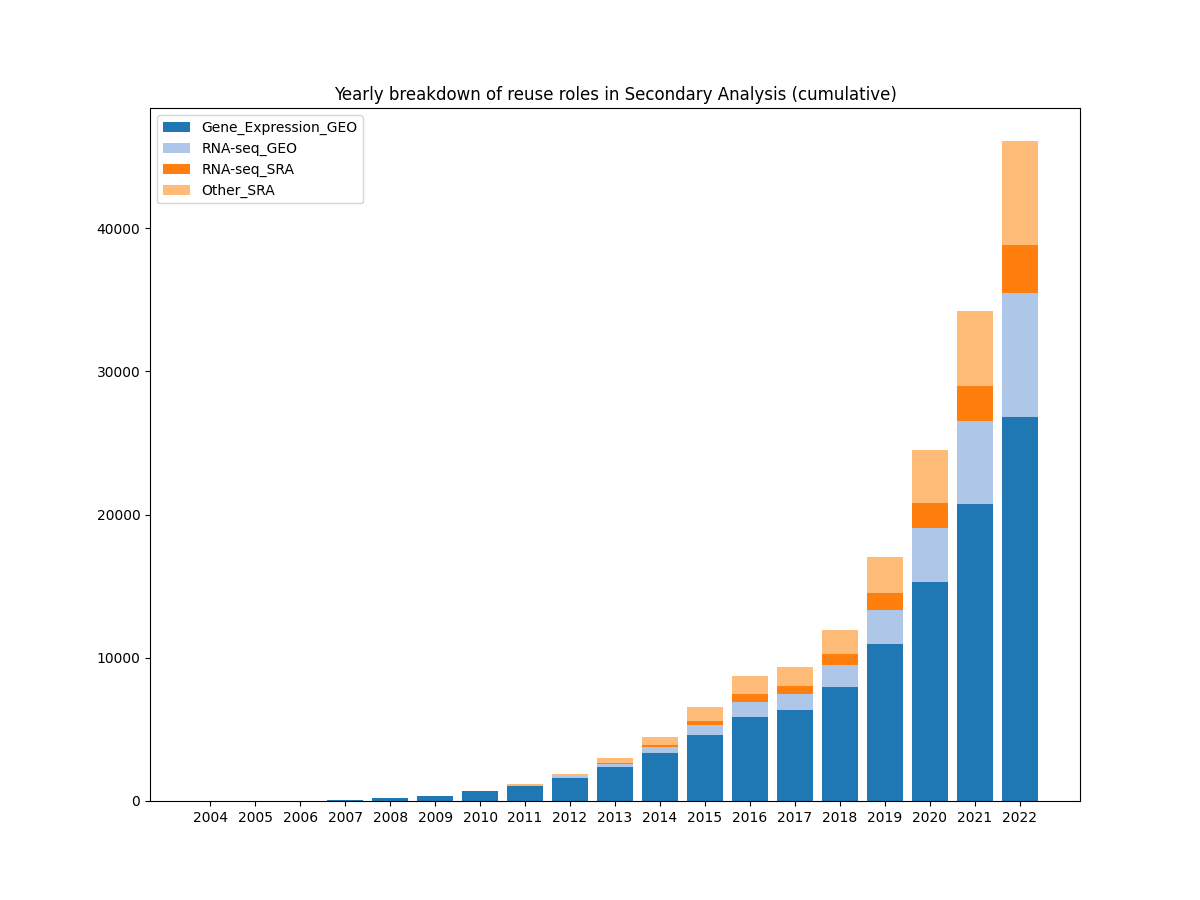 Yearly breakdown of reuse roles in Secondary Analysis (cumulative)
Gene_Expression_GEO
RNA-seq_GEO
RNA-seq_SRA
Other_SRA
40000
30000
20000
10000
0
2004 2005 2006 2007 2008 2009 2010 2011 2012 2013 2014 2015 2016 2017 2018 2019 2020 2021 2022